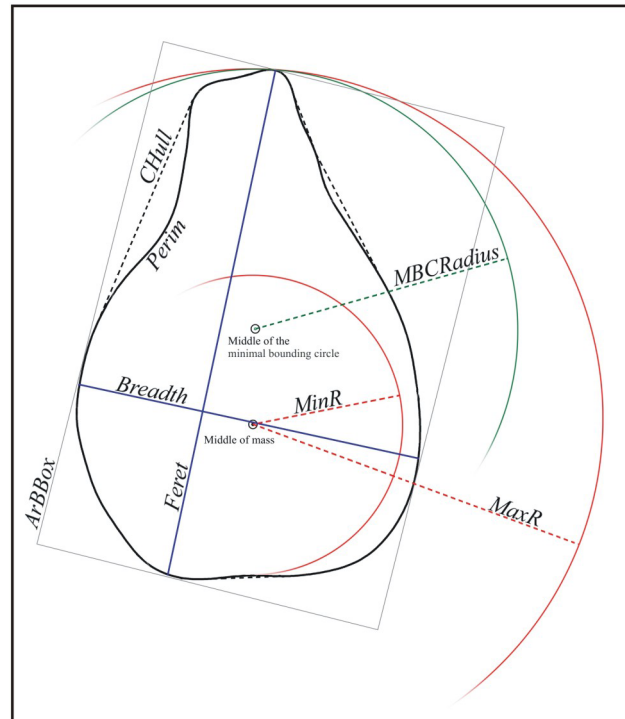 CHull
Perim
MBCRadius
Middle of the
minimal bounding circle
Breadth
MinR
Middle of mass
Feret
ArBBox
MaxR